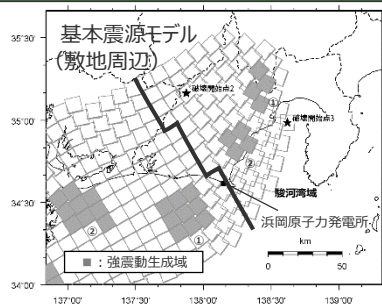 基本震源モデル
(敷地周辺)
35°30'
35°00'
34°30'
34°00'
★破壊開始点2
★破壊開始点3
①
②
駿河湾域
浜岡原子力発電所
②
①
■：強震動生成域
km
0 50
137°00' 137°30' 138°00' 138°30' 139°00'